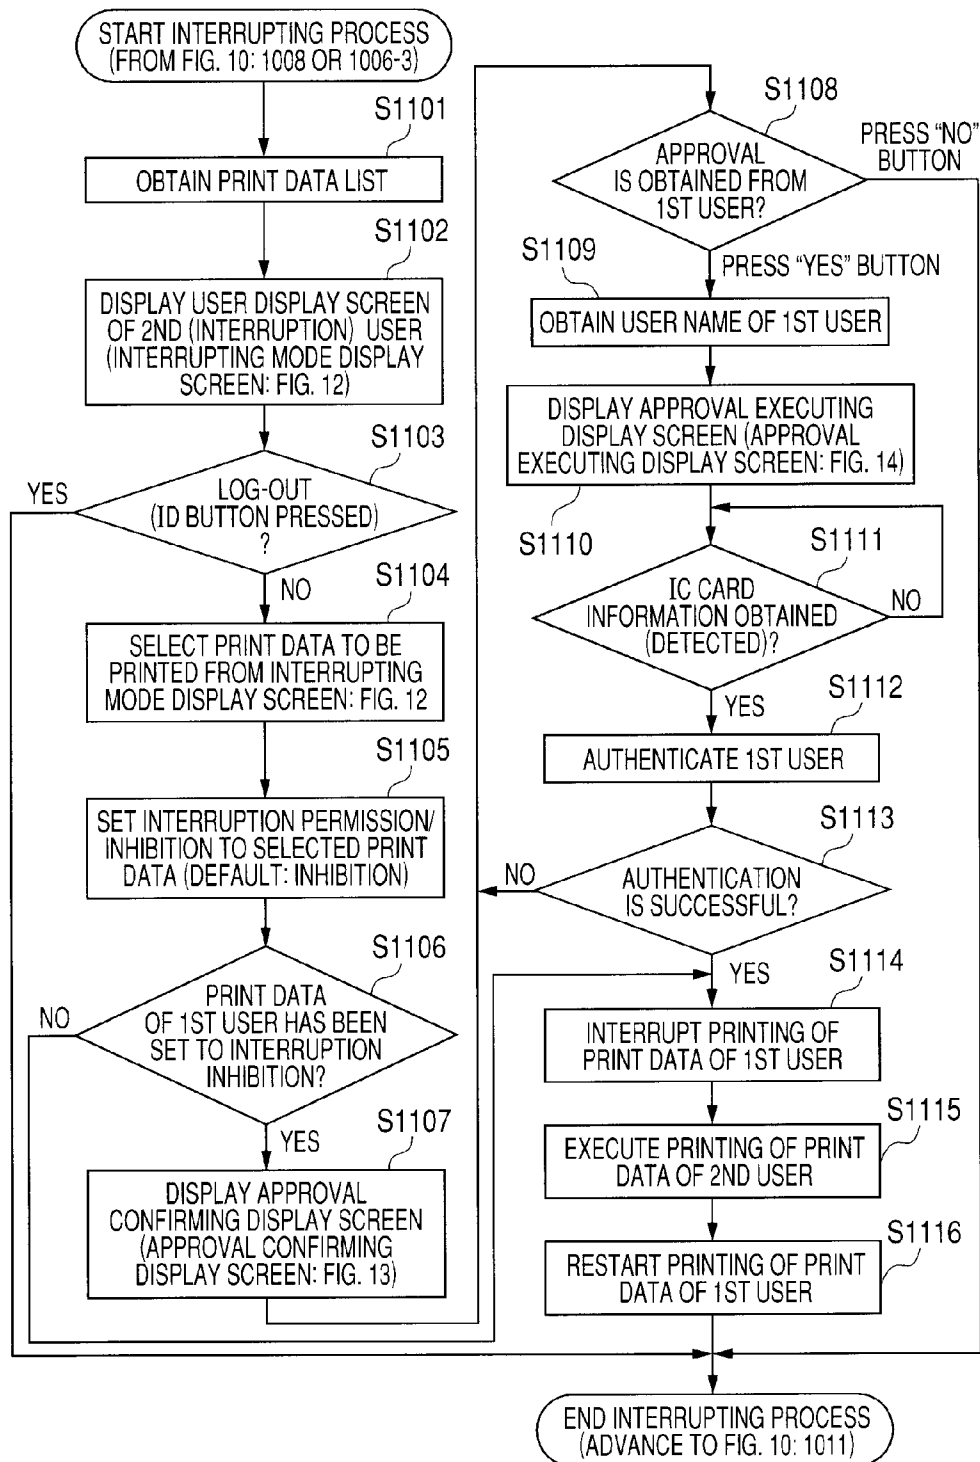 START INTERRUPTING PROCESS
(FROM FIG. 10: 1008 OR 1006-3)
S1101
OBTAIN PRINT DATA LIST
S1102
DISPLAY USER DISPLAY SCREEN
OF 2ND (INTERRUPTION) USER
(INTERRUPTING MODE DISPLAY
SCREEN: FIG. 12)
S1103
YES
LOG-OUT
(ID BUTTON PRESSED)
?
NO
S1104
SELECT PRINT DATA TO BE
PRINTED FROM INTERRUPTING
MODE DISPLAY SCREEN: FIG. 12
S1105
SET INTERRUPTION PERMISSION/
INHIBITION TO SELECTED PRINT
DATA (DEFAULT: INHIBITION)
S1106
NO
PRINT DATA
OF 1ST USER HAS BEEN
SET TO INTERRUPTION
INHIBITION?
YES
S1107
DISPLAY APPROVAL
CONFIRMING DISPLAY SCREEN
(APPROVAL CONFIRMING
DISPLAY SCREEN: FIG. 13)
S1108
APPROVAL
IS OBTAINED FROM
1ST USER?
PRESS “NO”
BUTTON
PRESS “YES” BUTTON
S1109
OBTAIN USER NAME OF 1ST USER
DISPLAY APPROVAL EXECUTING
DISPLAY SCREEN (APPROVAL
EXECUTING DISPLAY SCREEN: FIG. 14)
S1110
S1111
IC CARD
INFORMATION OBTAINED
(DETECTED)?
NO
YES
S1112
AUTHENTICATE 1ST USER
S1113
NO
AUTHENTICATION
IS SUCCESSFUL?
YES
S1114
INTERRUPT PRINTING OF
PRINT DATA OF 1ST USER
S1115
EXECUTE PRINTING OF PRINT
DATA OF 2ND USER
S1116
RESTART PRINTING OF PRINT
DATA OF 1ST USER
END INTERRUPTING PROCESS
(ADVANCE TO FIG. 10: 1011)